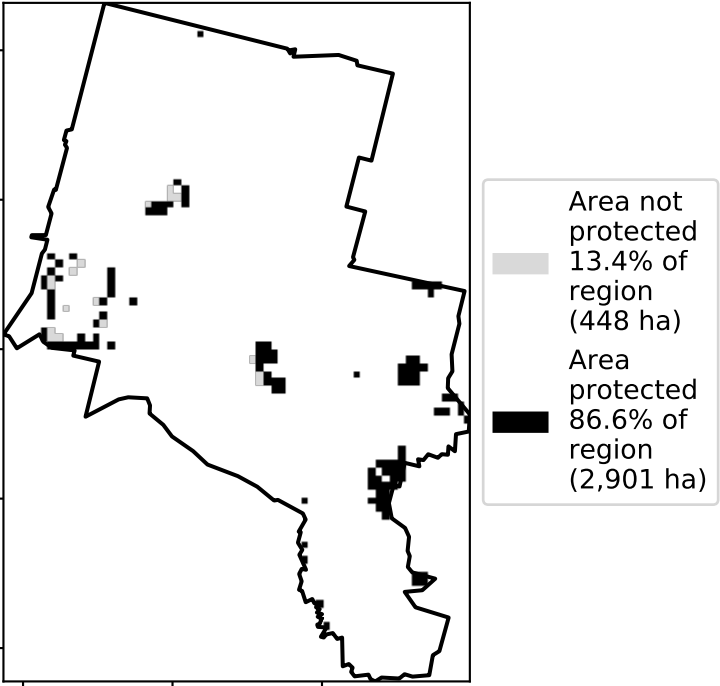 Area not
protected
13.4% of
region
(448 ha)
Area
protected
86.6% of
region
(2,901 ha)